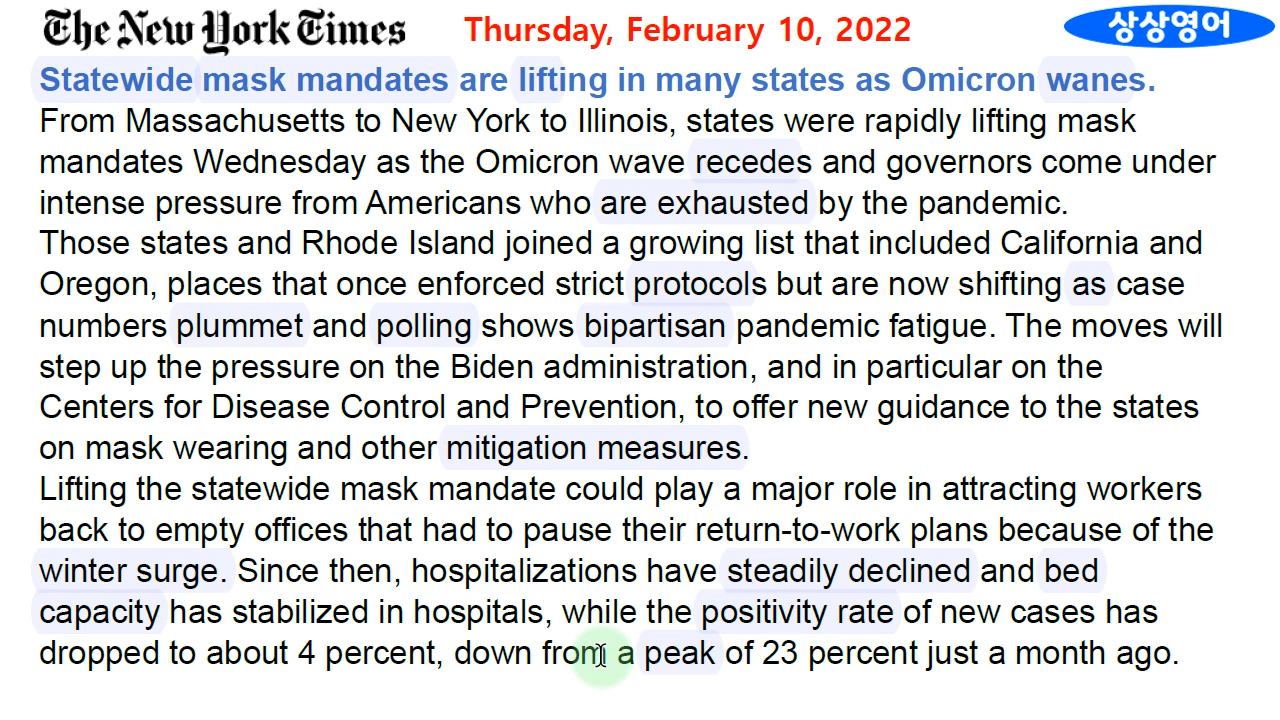 The New York Times
Thursday, February 10, 2022
상상영어
Statewide mask mandates are lifting in many states as Omicron wanes.
From Massachusetts to New York to Illinois, states were rapidly lifting mask
mandates Wednesday as the Omicron wave recedes and governors come under
intense pressure from Americans who are exhausted by the pandemic.
Those states and Rhode Island joined a growing list that included California and
Oregon, places that once enforced strict protocols but are now shifting as case
numbers plummet and polling shows bipartisan pandemic fatigue. The moves will
step up the pressure on the Biden administration, and in particular on the
Centers for Disease Control and Prevention, to offer new guidance to the states
on mask wearing and other mitigation measures.
Lifting the statewide mask mandate could play a major role in attracting workers
back to empty offices that had to pause their return-to-work plans because of the
winter surge. Since then, hospitalizations have steadily declined and bed
capacity has stabilized in hospitals, while the positivity rate of new cases has
dropped to about 4 percent, down from a peak of 23 percent just a month ago.